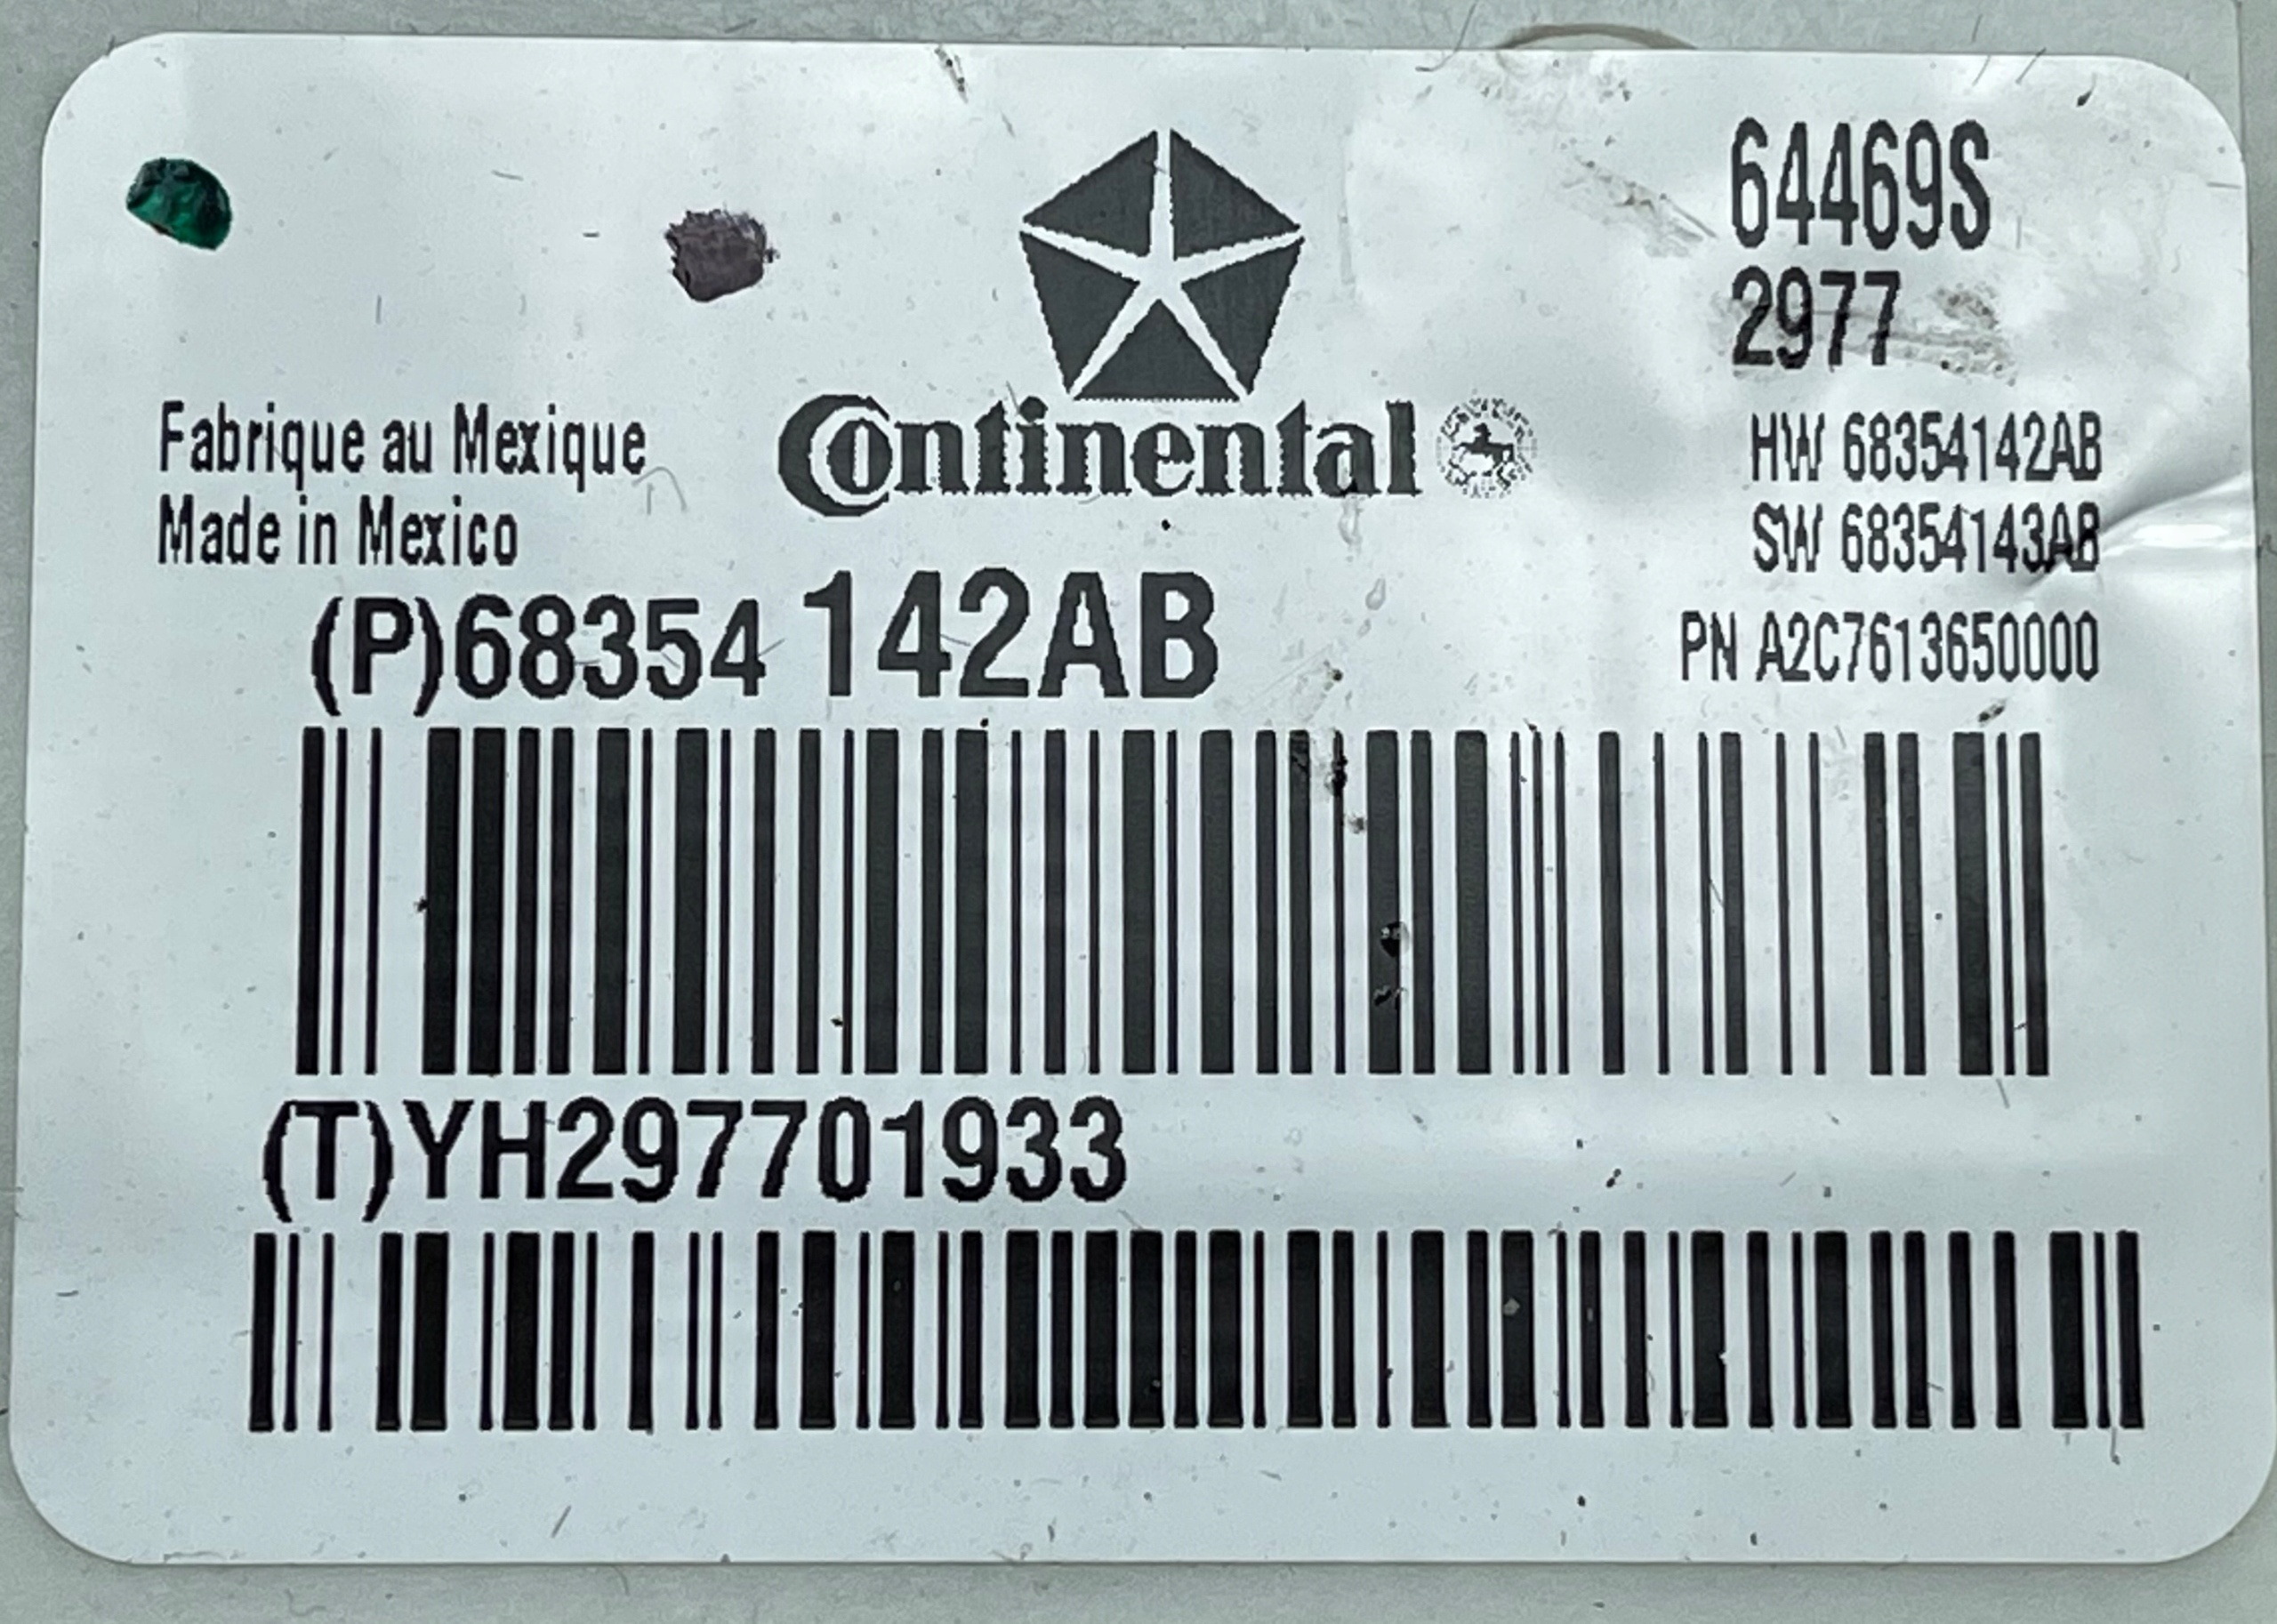 64469S
2977
Continental
Fabrique au Mexique
Made in Mexico
HW 68354142AB
SW 68354143AB
PN A2C7613650000
(P)68354 142AB
(T)YH297701933